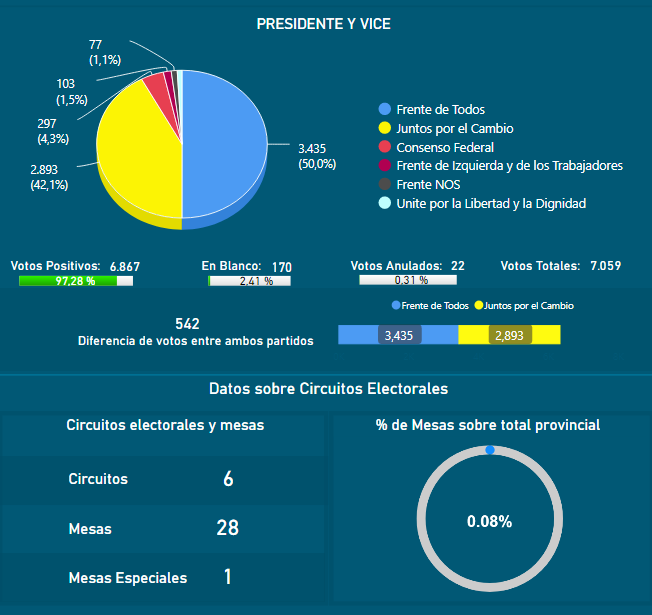 PRESIDENTE Y VICE
77
(1,1%)
103
(1,5%)
297
(4,3%)
2.893
(42,1%)
3.435
(50,0%)
Frente de Todos
Juntos por el Cambio
Consenso Federal
Frente de Izquierda y de los Trabajadores
Frente NOS
Unite por la Libertad y la Dignidad
Votos Positivos: 6.867
97,28 %
En Blanco: 170
2,41 %
Votos Anulados: 22
0.31 %
Votos Totales: 7.059
542
Diferencia de votos entre ambos partidos
Frente de Todos Juntos por el Cambio
3,435 2,893
Datos sobre Circuitos Electorales
Circuitos electorales y mesas
Circuitos 6
Mesas 28
Mesas Especiales 1
% de Mesas sobre total provincial
0.08%